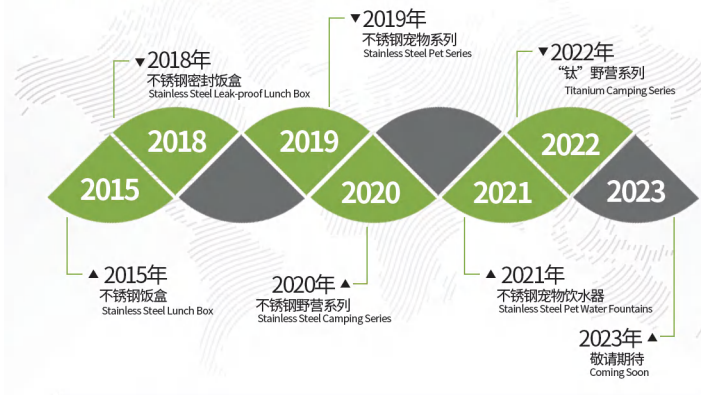 2018年
不锈钢密封饭盒
Stainless Steel Leak-proof Lunch Box
2019年
不锈钢宠物系列
Stainless Steel Pet Series
2022年
“钛”野营系列
Titanium Camping Series
2015
2018
2019
2020
2021
2022
2023
2015年
不锈钢饭盒
Stainless Steel Lunch Box
2020年
不锈钢野营系列
Stainless Steel Camping Series
2021年
不锈钢宠物饮水器
Stainless Steel Pet Water Fountains
2023年
敬请期待
Coming Soon